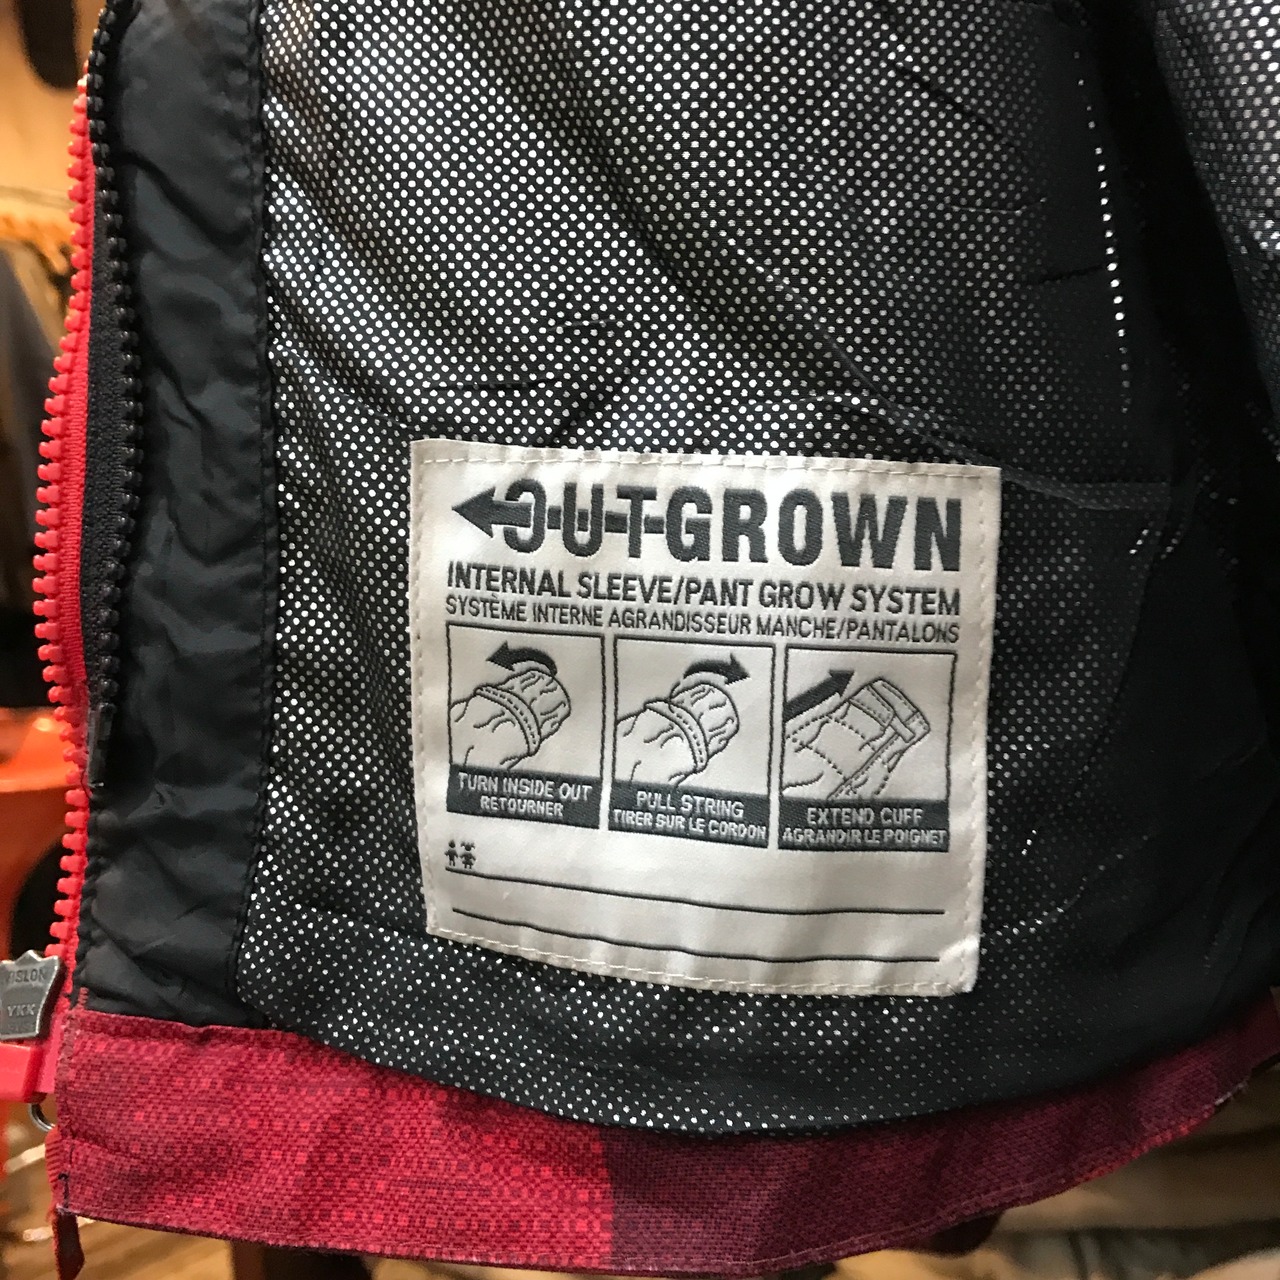 OUTGROWN
INTERNAL SLEEVE/PANT GROW SYSTEM
SYSTÈME INTERNE AGRANDISSEUR MANCHE/PANTALONS
TURN INSIDE OUT
RETOURNER
PULL STRING
TIRER SUR LE CORDON
EXTEND CUFF
AGRANDIR LE POIGNET
YKK